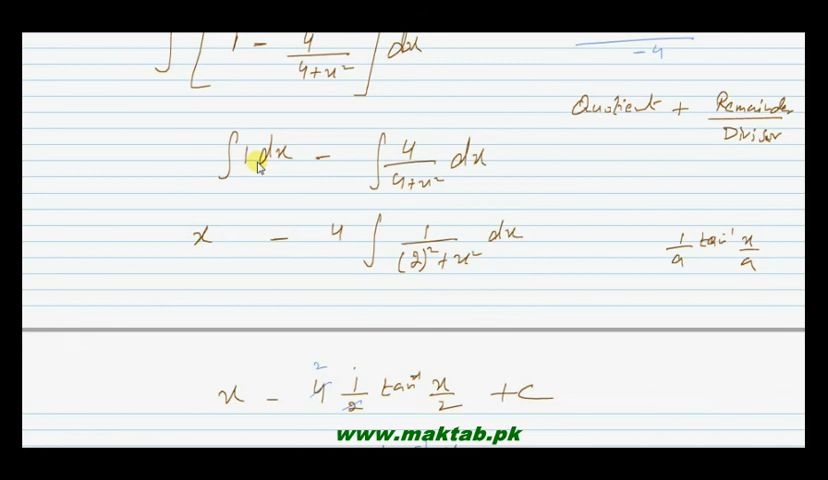 ∫ [ 1 - 4/(4+x²) ] dx
-4
Quotient + Remainder/Divisor
∫ 1 dx - ∫ 4/(4+x²) dx
x - 4 ∫ 1/((2)²+x²) dx
1/a tan⁻¹ x/a
x - 4 1/2 tan⁻¹ x/2 + C
2
www.maktab.pk